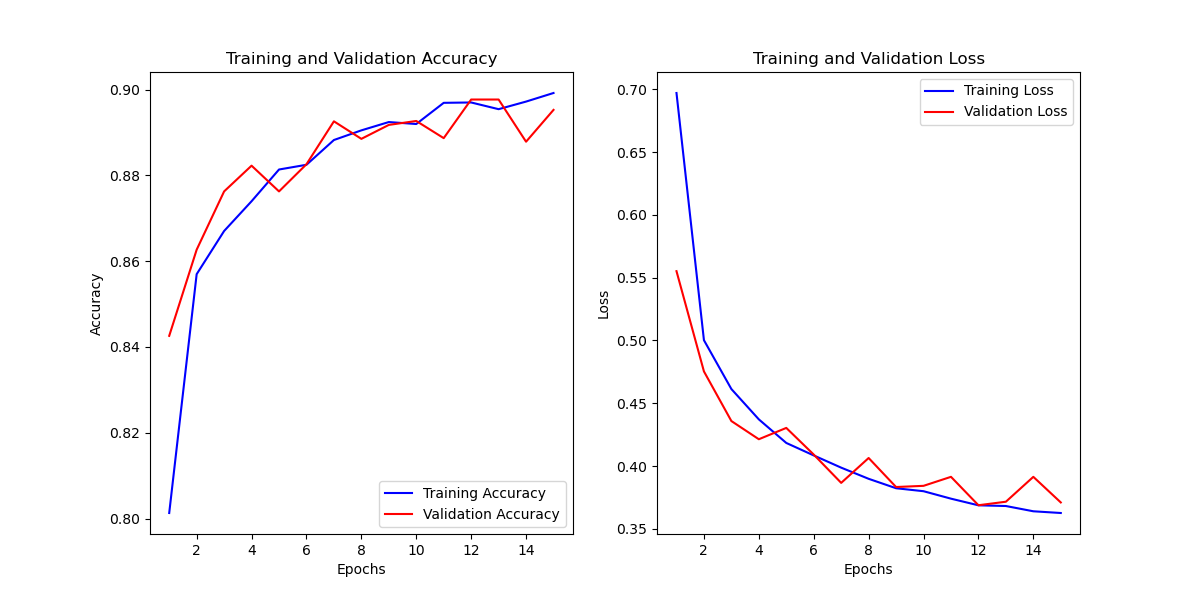 Training and Validation Accuracy
0.90
0.88
0.86
0.84
0.82
0.80
Accuracy
2 4 6 8 10 12 14
Epochs
Training Accuracy
Validation Accuracy
Training and Validation Loss
0.70
0.65
0.60
0.55
0.50
0.45
0.40
0.35
Loss
2 4 6 8 10 12 14
Epochs
Training Loss
Validation Loss